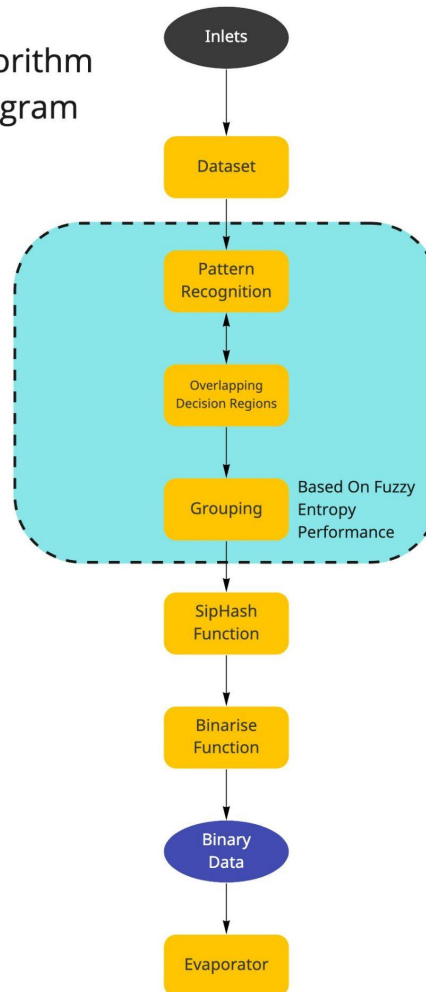 orithm
gram
Inlets
Dataset
Pattern
Recognition
Overlapping
Decision Regions
Grouping
Based On Fuzzy
Entropy
Performance
SipHash
Function
Binarise
Function
Binary
Data
Evaporator